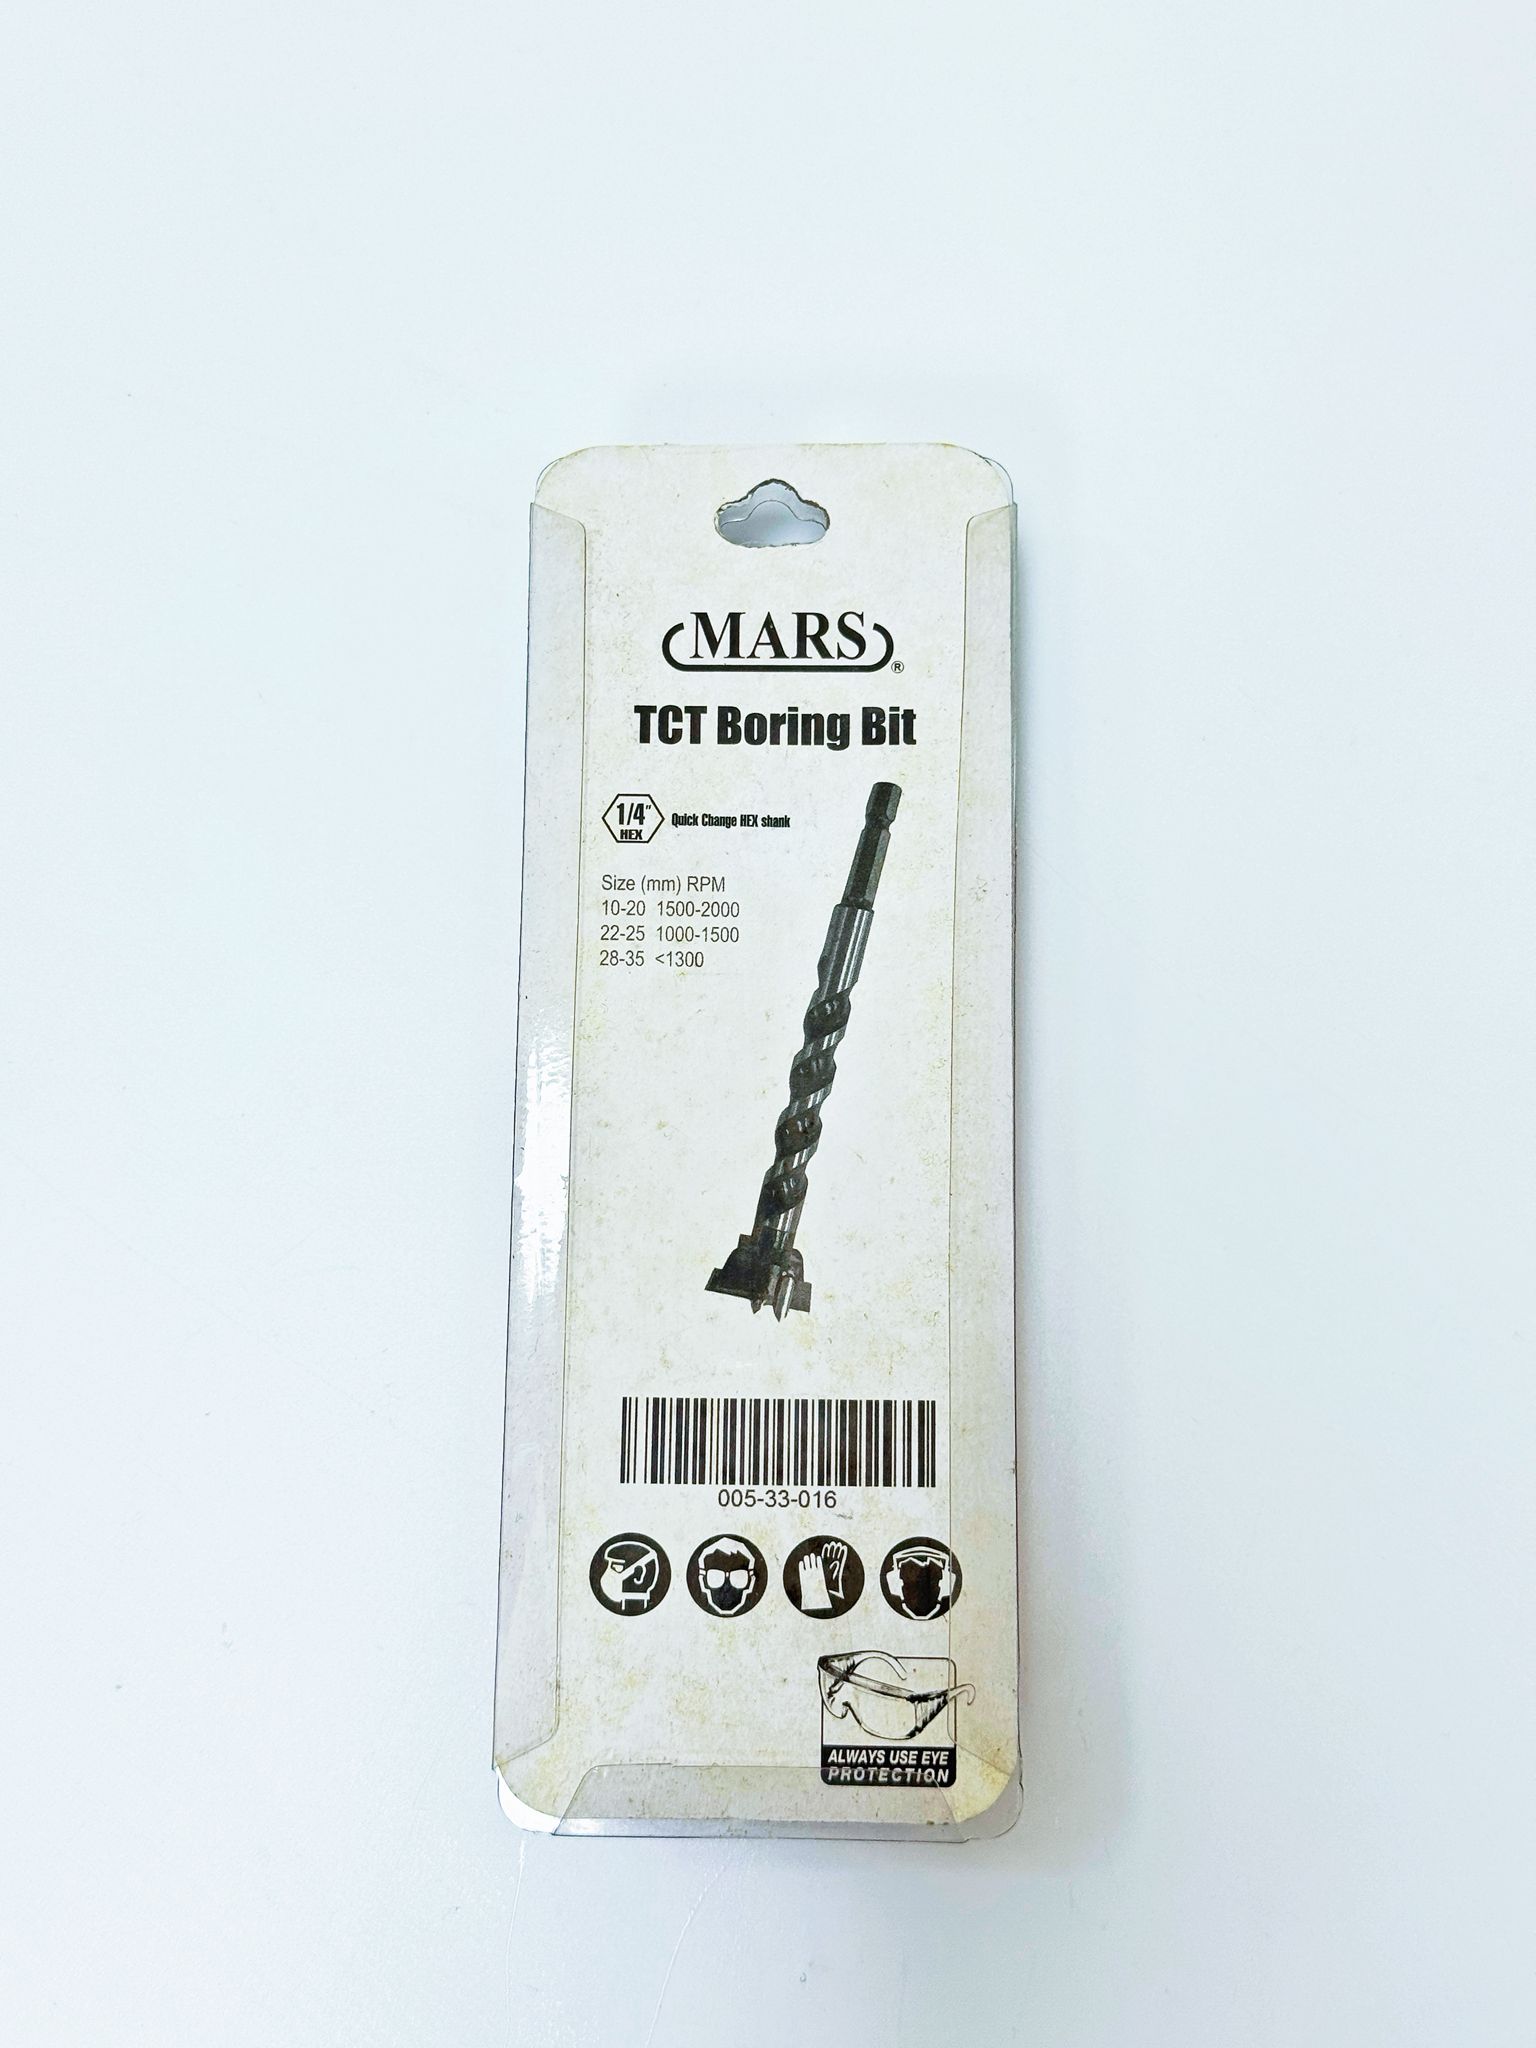 MARS®
TCT Boring Bit
1/4"
HEX
Quick Change HEX shank
Size (mm) RPM
10-20 1500-2000
22-25 1000-1500
28-35 <1300
005-33-016
ALWAYS USE EYE
PROTECTION